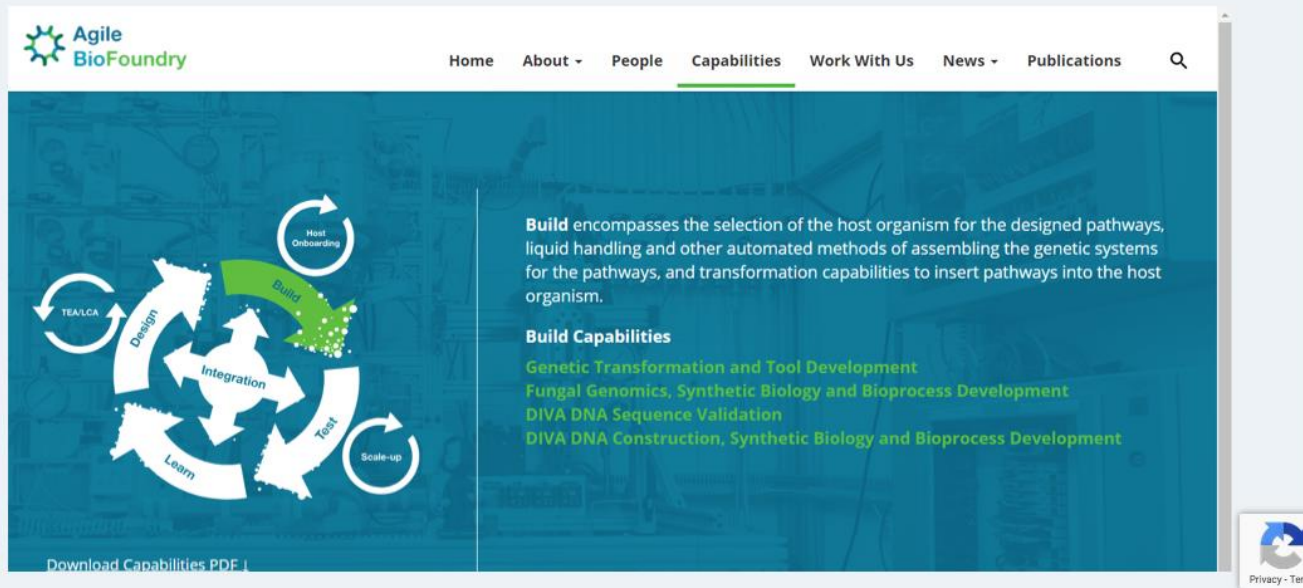 Agile
BioFoundry
Home About People Capabilities Work With Us News Publications
Host
Onboarding
Build
TEA/LCA
Design
Integration
Test
Scale-up
Learn
Download Capabilities PDF ↓
Build encompasses the selection of the host organism for the designed pathways,
liquid handling and other automated methods of assembling the genetic systems
for the pathways, and transformation capabilities to insert pathways into the host
organism.
Build Capabilities
Genetic Transformation and Tool Development
Fungal Genomics, Synthetic Biology and Bioprocess Development
DIVA DNA Sequence Validation
DIVA DNA Construction, Synthetic Biology and Bioprocess Development
Privacy -